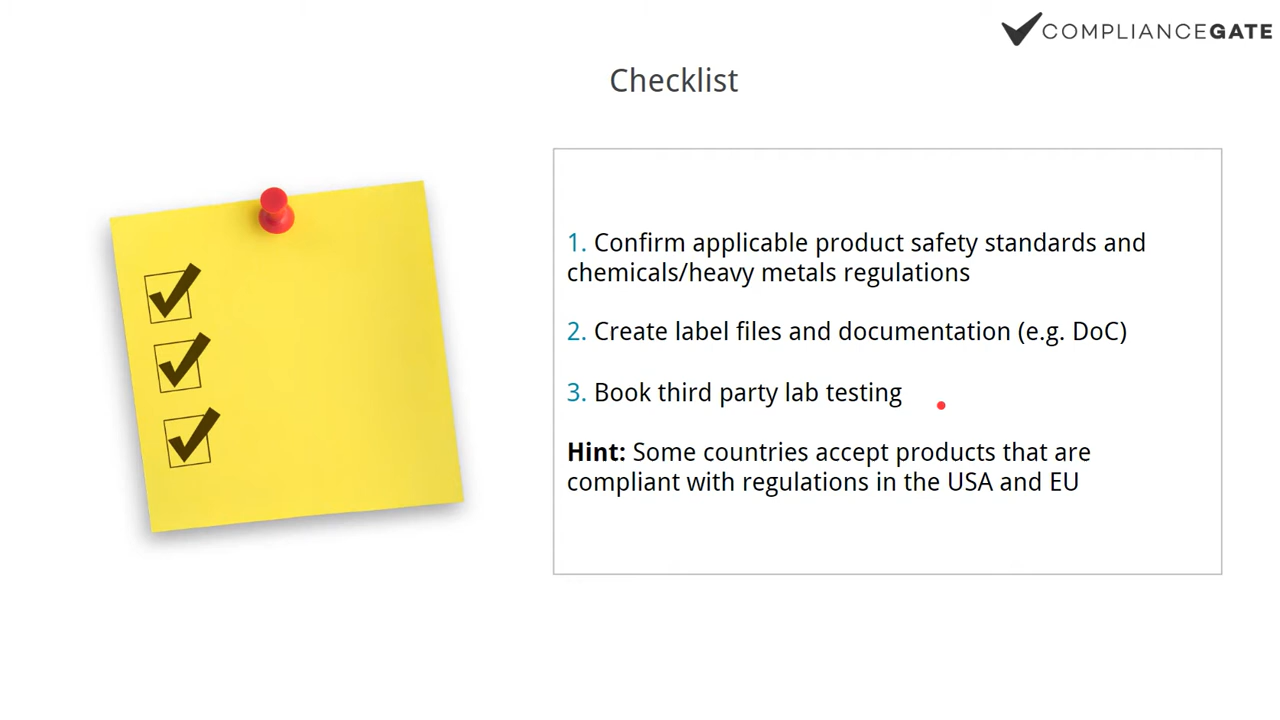 COMPLIANCEGATE
Checklist
1. Confirm applicable product safety standards and
chemicals/heavy metals regulations
2. Create label files and documentation (e.g. DoC)
3. Book third party lab testing
Hint: Some countries accept products that are
compliant with regulations in the USA and EU